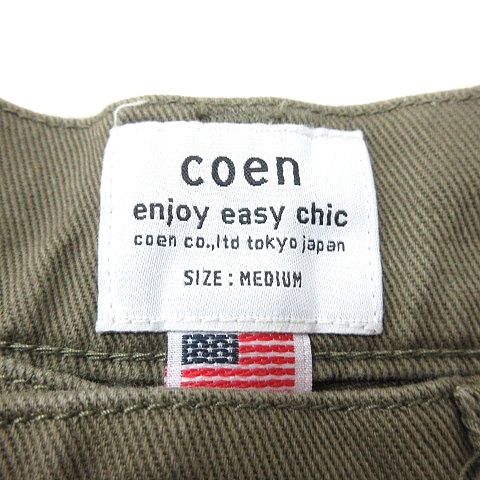 coen
enjoy easy chic
coen co.,ltd tokyo japan
SIZE : MEDIUM